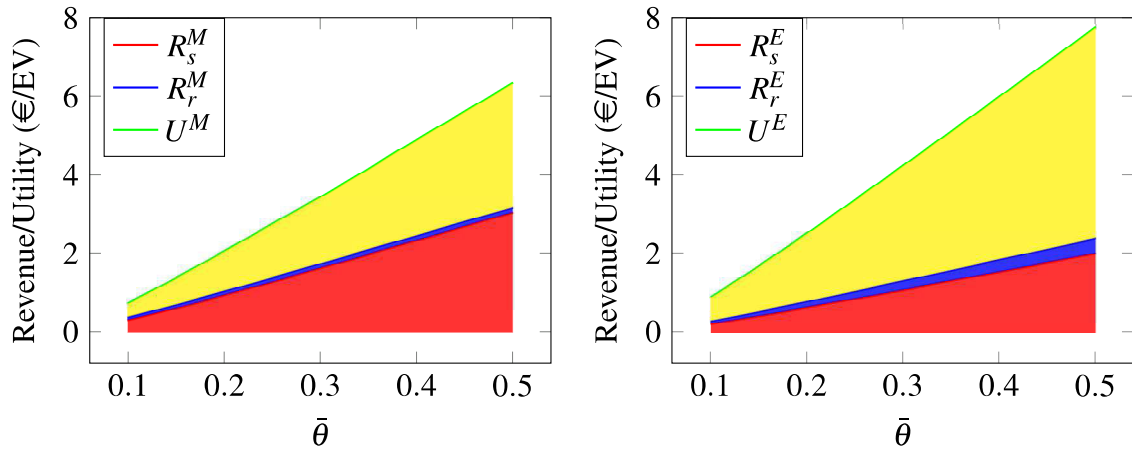 Revenue/Utility (€/EV)
8
6
4
2
0
R_s^M
R_r^M
U^M
0.1 0.2 0.3 0.4 0.5
θ̄
Revenue/Utility (€/EV)
8
6
4
2
0
R_s^E
R_r^E
U^E
0.1 0.2 0.3 0.4 0.5
θ̄